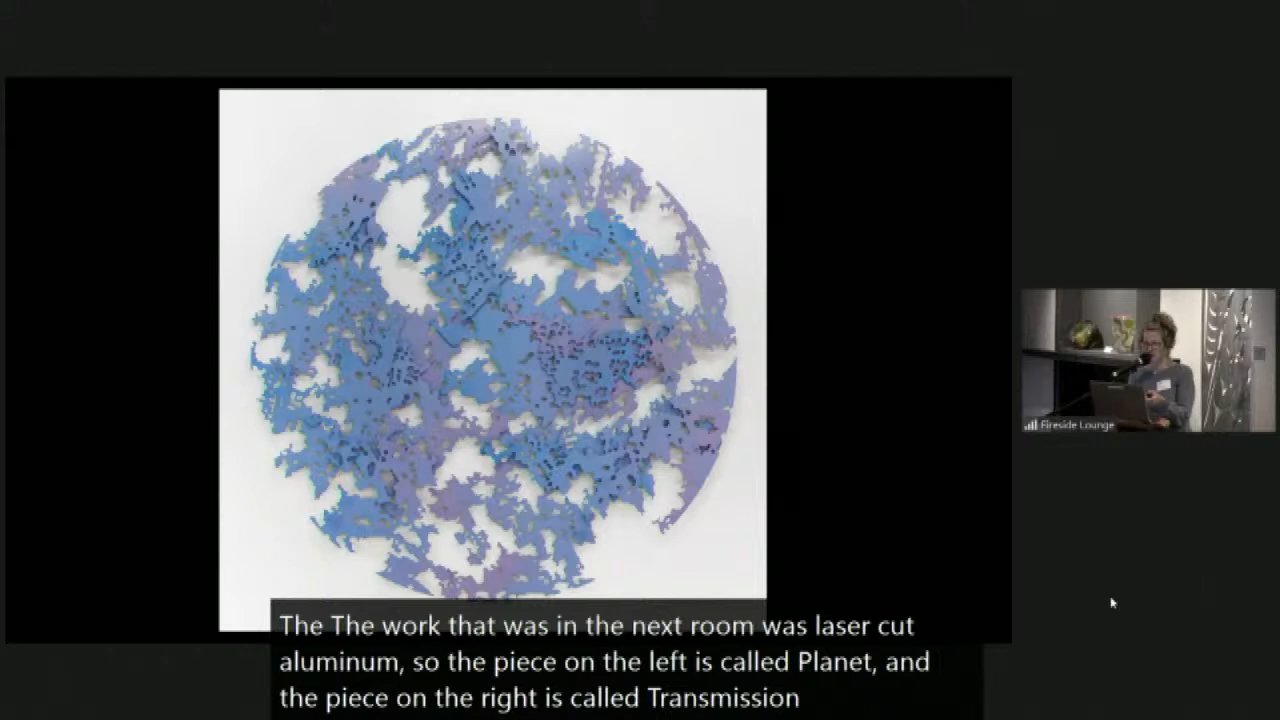 Fireside Lounge
The The work that was in the next room was laser cut
aluminum, so the piece on the left is called Planet, and
the piece on the right is called Transmission